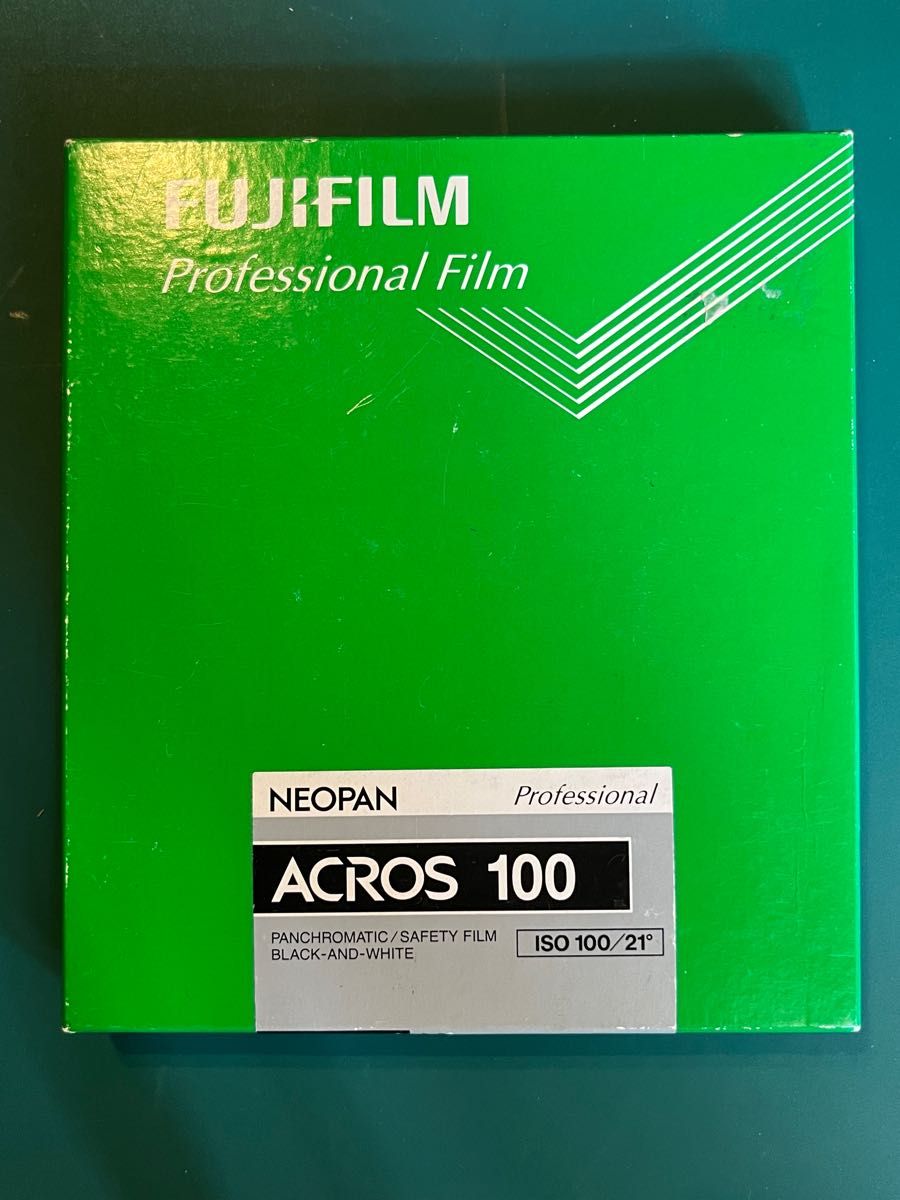 FUJIFILM
Professional Film
NEOPAN Professional
ACROS 100
PANCHROMATIC/SAFETY FILM
BLACK-AND-WHITE
ISO 100/21°